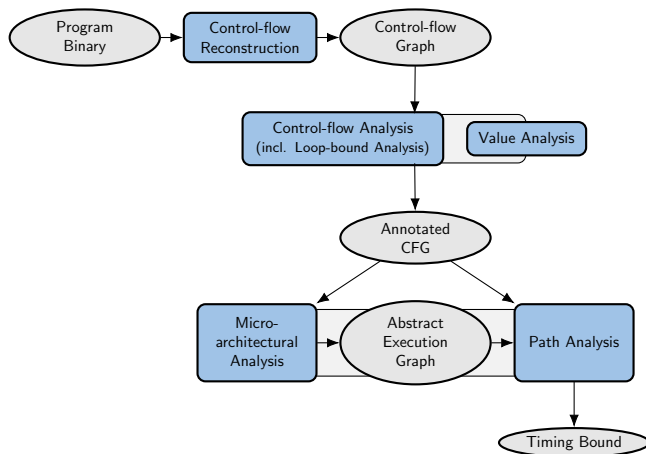 Program
Binary
Control-flow
Reconstruction
Control-flow
Graph
Control-flow Analysis
(incl. Loop-bound Analysis)
Value Analysis
Annotated
CFG
Micro-
architectural
Analysis
Abstract
Execution
Graph
Path Analysis
Timing Bound